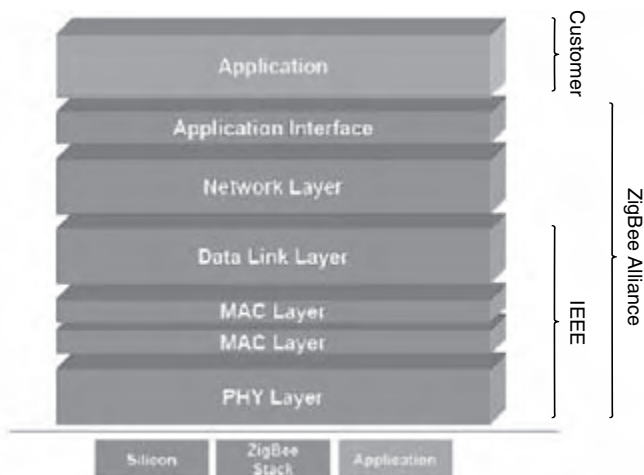 Application
Application Interface
Network Layer
Data Link Layer
MAC Layer
MAC Layer
PHY Layer
Customer
ZigBee Alliance
IEEE
Silicon
ZigBee
Stack
Application